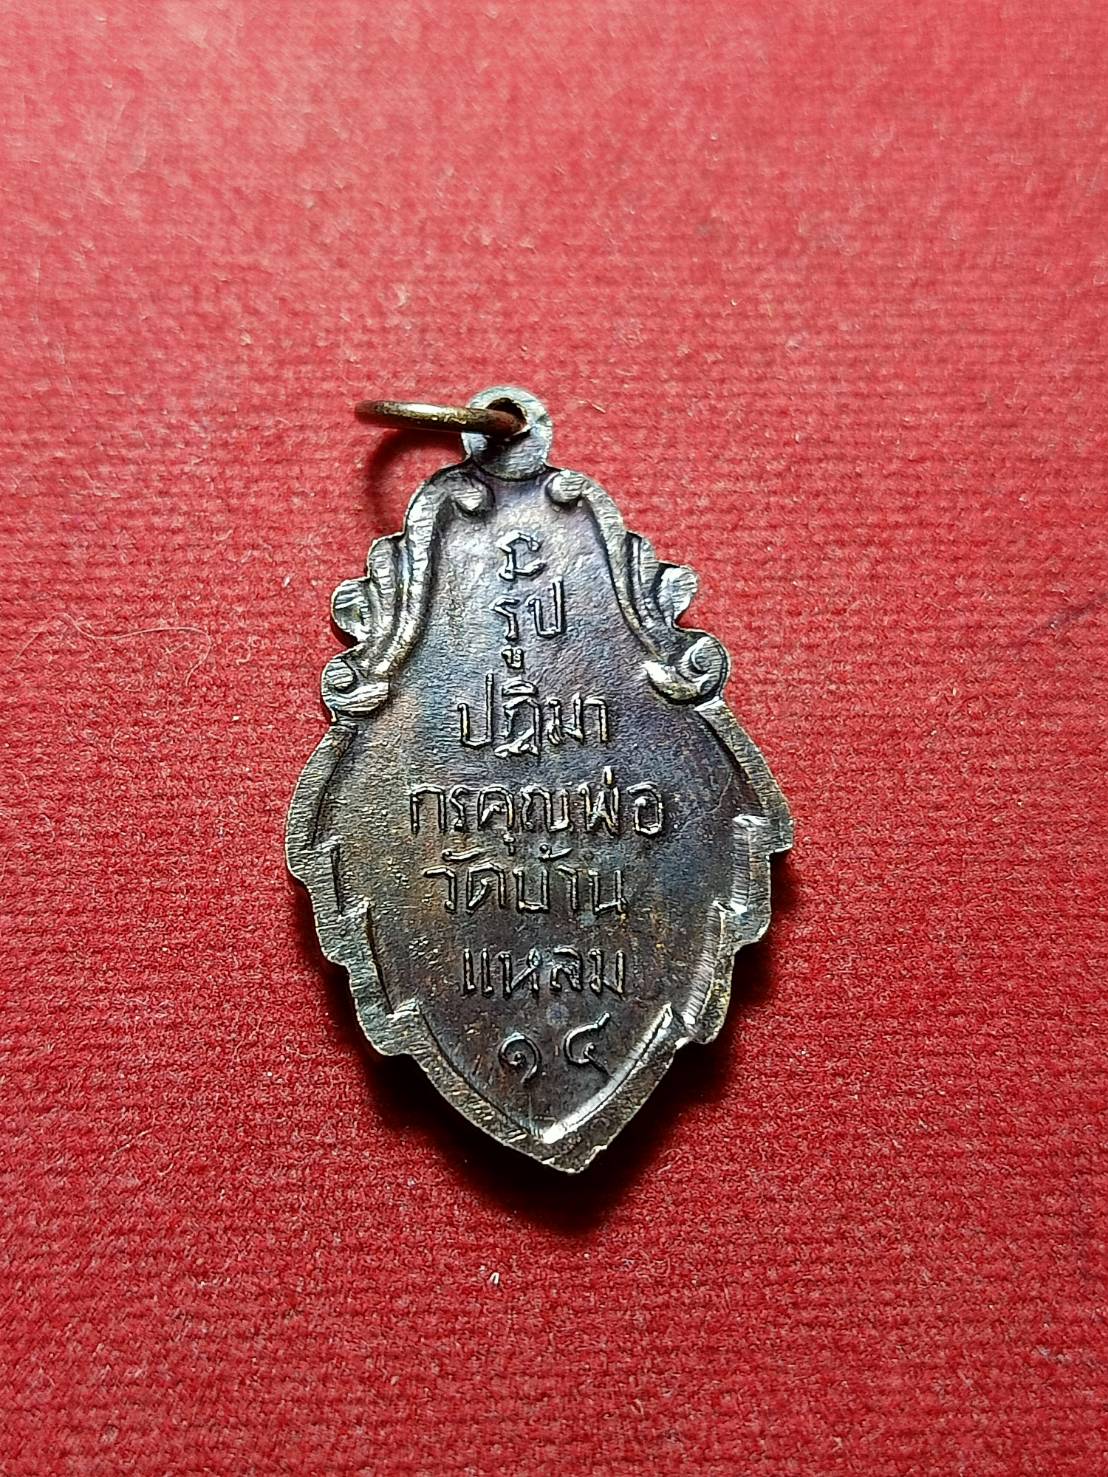 รูป
ปฏิมา
กรคุณพ่อ
วัดบ้าน
แหลม
๑๔